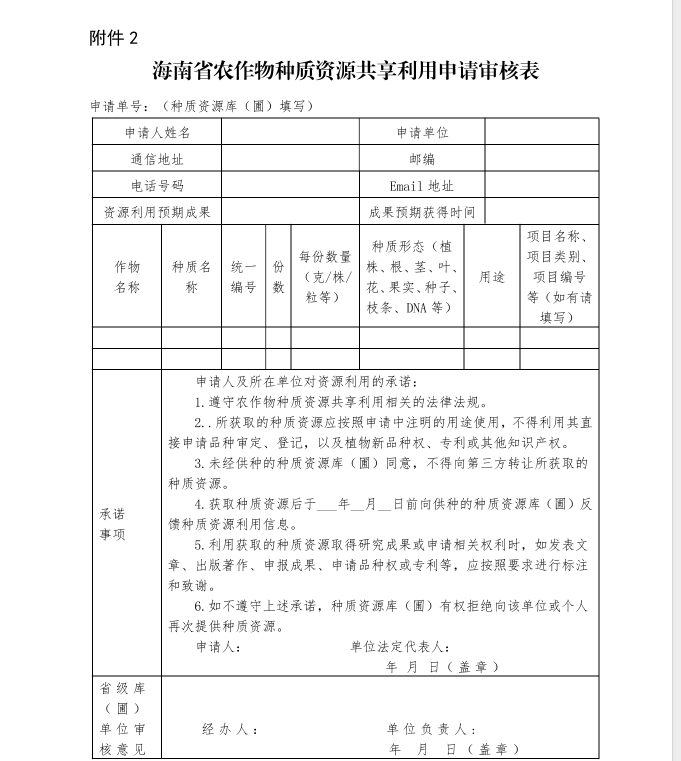 附件 2
海南省农作物种质资源共享利用申请审核表
申请单号：（种质资源库（圃）填写）
申请人姓名 申请单位
通信地址 邮编
电话号码 Email 地址
资源利用预期成果 成果预期获得时间
作物
名称
种质名
称
统一
编号
份
数
每份数量
（克/株/
粒等）
种质形态（植
株、根、茎、叶、
花、果实、种子、
枝条、DNA 等）
用途
项目名称、
项目类别、
项目编号
等（如有请
填写）
承诺
事项
申请人及所在单位对资源利用的承诺：
1.遵守农作物种质资源共享利用相关的法律法规。
2..所获取的种质资源应按照申请中注明的用途使用，不得利用其直
接申请品种审定、登记，以及植物新品种权、专利或其他知识产权。
3.未经供种的种质资源库（圃）同意，不得向第三方转让所获取的
种质资源。
4.获取种质资源后于___年__月__日前向供种的种质资源库（圃）反
馈种质资源利用信息。
5.利用获取的种质资源取得研究成果或申请相关权利时，如发表文
章、出版著作、申报成果、申请品种权或专利等，应按照要求进行标注
和致谢。
6.如不遵守上述承诺，种质资源库（圃）有权拒绝向该单位或个人
再次提供种质资源。
申请人： 单位法定代表人：
年 月 日（盖章）
省级库
（圃）
单位审
核意见
经办人： 单位负责人：
年 月 日（盖章）